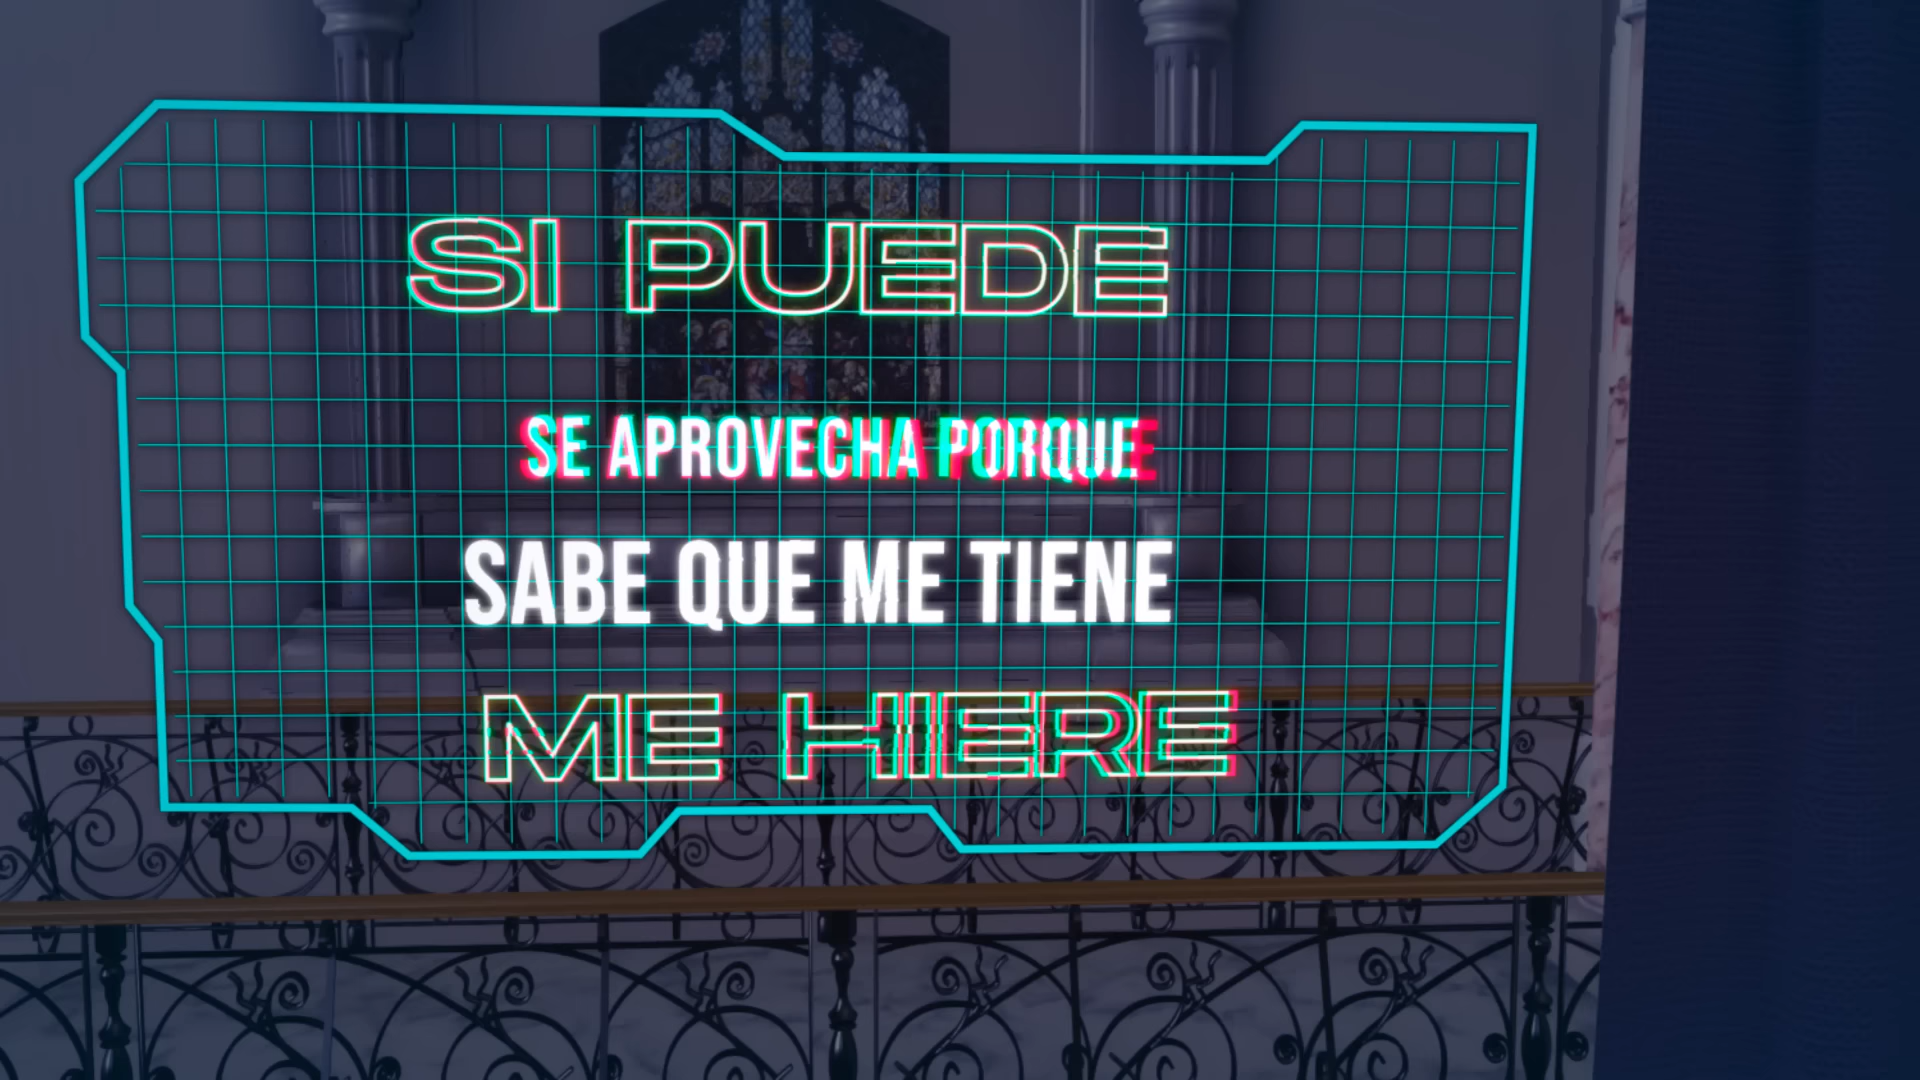 SI PUEDE
SE APROVECHA PORQUE
SABE QUE ME TIENE
ME HIERE